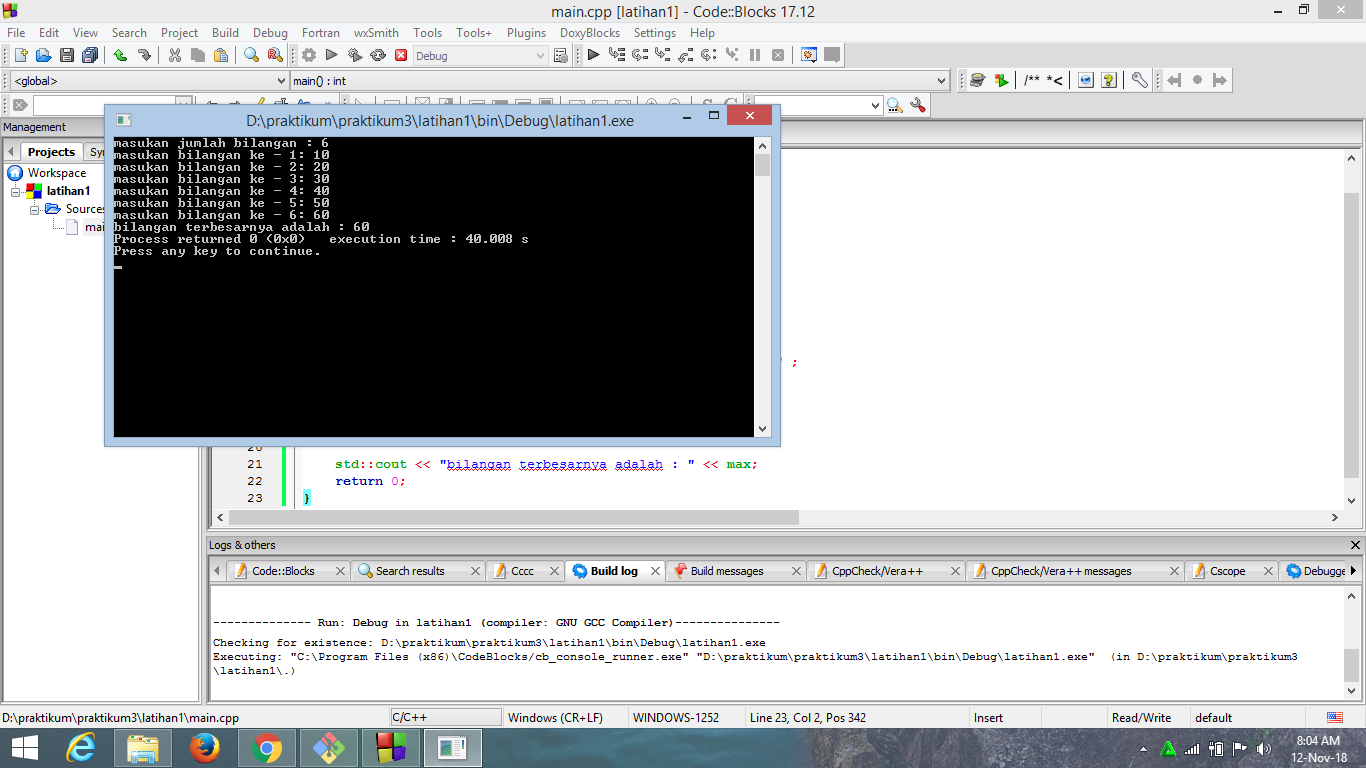 main.cpp [latihan1] - Code::Blocks 17.12
File Edit View Search Project Build Debug Fortran wxSmith Tools Tools+ Plugins DoxyBlocks Settings Help
Debug
<global> main() : int
/** *<
Management
Projects
Workspace
latihan1
Sources
D:\praktikum\praktikum3\latihan1\bin\Debug\latihan1.exe
masukan jumlah bilangan : 6
masukan bilangan ke - 1: 10
masukan bilangan ke - 2: 20
masukan bilangan ke - 3: 30
masukan bilangan ke - 4: 40
masukan bilangan ke - 5: 50
masukan bilangan ke - 6: 60
bilangan terbesarnya adalah : 60
Process returned 0 (0x0) execution time : 40.008 s
Press any key to continue.
;
20
21 std::cout << "bilangan terbesarnya adalah : " << max;
22 return 0;
23 }
Logs & others
Code::Blocks Search results Cccc Build log Build messages CppCheck/Vera++ CppCheck/Vera++ messages Cscope Debugge
-------------- Run: Debug in latihan1 (compiler: GNU GCC Compiler)---------------
Checking for existence: D:\praktikum\praktikum3\latihan1\bin\Debug\latihan1.exe
Executing: "C:\Program Files (x86)\CodeBlocks/cb_console_runner.exe" "D:\praktikum\praktikum3\latihan1\bin\Debug\latihan1.exe" (in D:\praktikum\praktikum3
\latihan1\.)
D:\praktikum\praktikum3\latihan1\main.cpp C/C++ Windows (CR+LF) WINDOWS-1252 Line 23, Col 2, Pos 342 Insert Read/Write default
8:04 AM
12-Nov-18